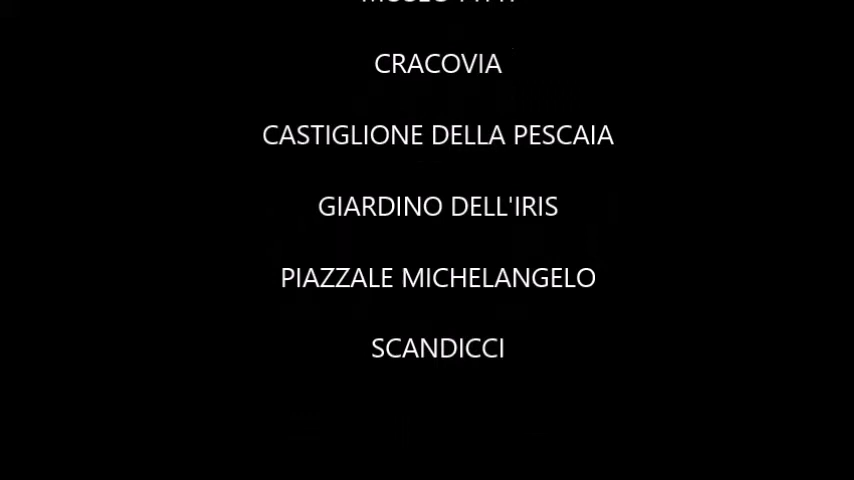 CRACOVIA
CASTIGLIONE DELLA PESCAIA
GIARDINO DELL'IRIS
PIAZZALE MICHELANGELO
SCANDICCI